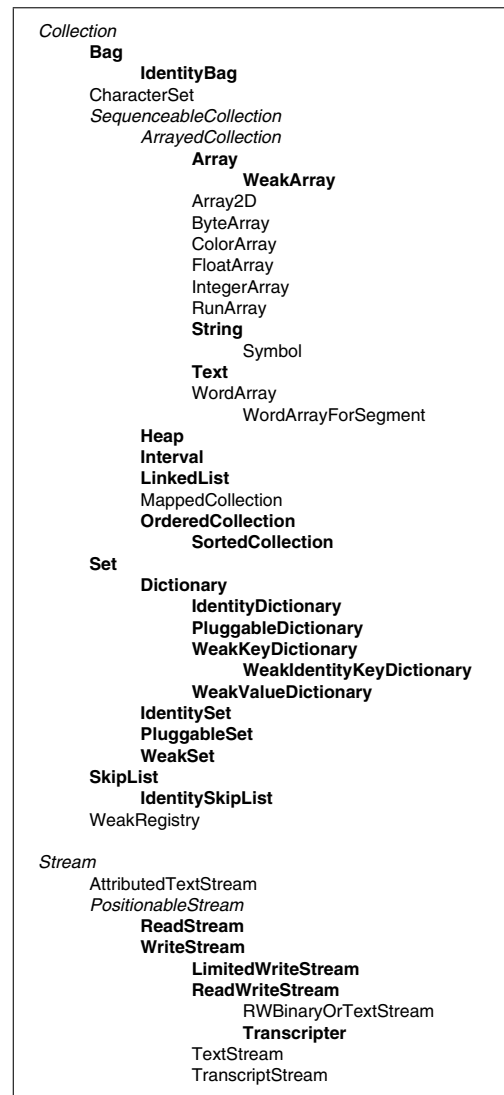 Collection
Bag
IdentityBag
CharacterSet
SequenceableCollection
ArrayedCollection
Array
WeakArray
Array2D
ByteArray
ColorArray
FloatArray
IntegerArray
RunArray
String
Symbol
Text
WordArray
WordArrayForSegment
Heap
Interval
LinkedList
MappedCollection
OrderedCollection
SortedCollection
Set
Dictionary
IdentityDictionary
PluggableDictionary
WeakKeyDictionary
WeakIdentityKeyDictionary
WeakValueDictionary
IdentitySet
PluggableSet
WeakSet
SkipList
IdentitySkipList
WeakRegistry
Stream
AttributedTextStream
PositionableStream
ReadStream
WriteStream
LimitedWriteStream
ReadWriteStream
RWBinaryOrTextStream
Transcripter
TextStream
TranscriptStream